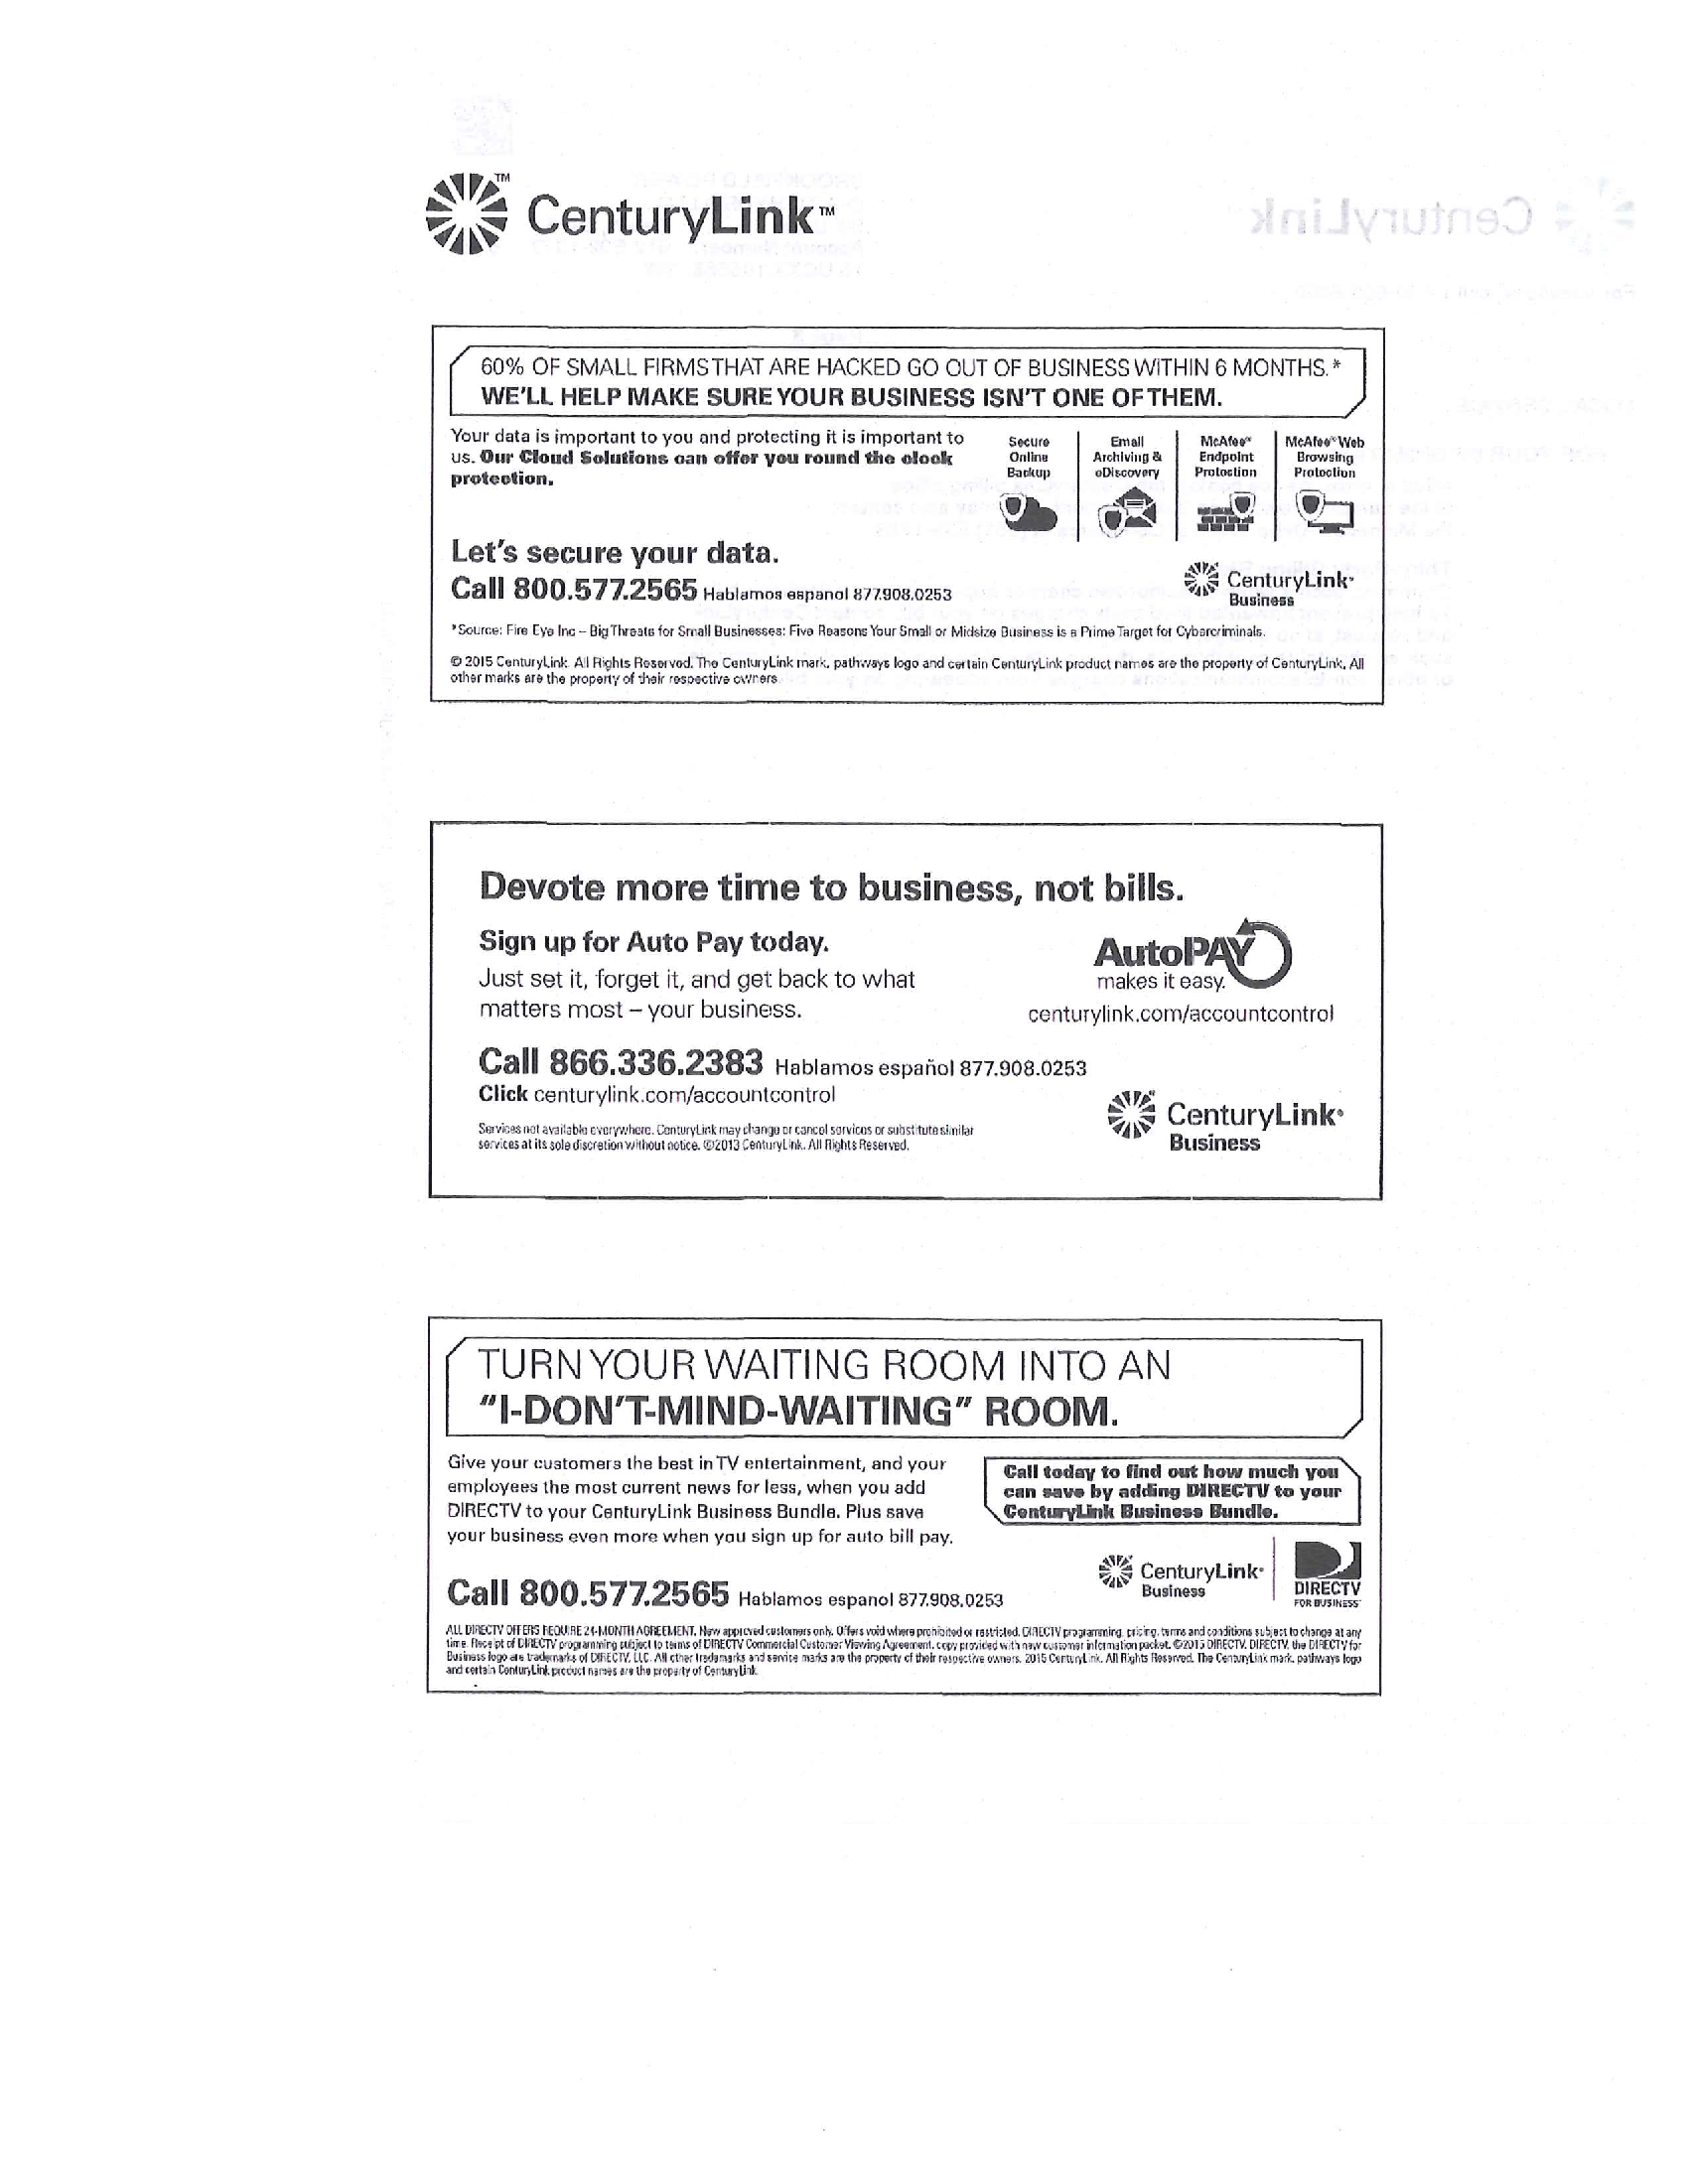 CenturyLink™
60% OF SMALL FIRMS THAT ARE HACKED GO OUT OF BUSINESS WITHIN 6 MONTHS.*
WE'LL HELP MAKE SURE YOUR BUSINESS ISN'T ONE OF THEM.
Your data is important to you and protecting it is important to
us. Our Cloud Solutions can offer you round the clock
protection.
Secure
Online
Backup
Email
Archiving &
eDiscovery
McAfee®
Endpoint
Protection
McAfee® Web
Browsing
Protection
Let's secure your data.
Call 800.577.2565 Hablamos espanol 877.908.0253
CenturyLink®
Business
*Source: Fire Eye Inc – Big Threats for Small Businesses: Five Reasons Your Small or Midsize Business is a Prime Target for Cybercriminals.
© 2015 CenturyLink. All Rights Reserved. The CenturyLink mark, pathways logo and certain CenturyLink product names are the property of CenturyLink. All
other marks are the property of their respective owners.
Devote more time to business, not bills.
Sign up for Auto Pay today.
Just set it, forget it, and get back to what
matters most – your business.
AutoPAY
makes it easy.
centurylink.com/accountcontrol
Call 866.336.2383 Hablamos español 877.908.0253
Click centurylink.com/accountcontrol
CenturyLink®
Business
Services not available everywhere. CenturyLink may change or cancel services or substitute similar
services at its sole discretion without notice. ©2013 CenturyLink. All Rights Reserved.
TURN YOUR WAITING ROOM INTO AN
"I-DON'T-MIND-WAITING" ROOM.
Give your customers the best in TV entertainment, and your
employees the most current news for less, when you add
DIRECTV to your CenturyLink Business Bundle. Plus save
your business even more when you sign up for auto bill pay.
Call today to find out how much you
can save by adding DIRECTV to your
CenturyLink Business Bundle.
CenturyLink®
Business
DIRECTV
FOR BUSINESS
Call 800.577.2565 Hablamos espanol 877.908.0253
ALL DIRECTV OFFERS REQUIRE 24-MONTH AGREEMENT. New approved customers only. Offers void where prohibited or restricted. DIRECTV programming, pricing, terms and conditions subject to change at any
time. Receipt of DIRECTV programming subject to terms of DIRECTV Commercial Customer Viewing Agreement, copy provided with new customer information packet. ©2015 DIRECTV. DIRECTV, the DIRECTV for
Business logo are trademarks of DIRECTV, LLC. All other trademarks and service marks are the property of their respective owners. 2015 CenturyLink. All Rights Reserved. The CenturyLink mark, pathways logo
and certain CenturyLink product names are the property of CenturyLink.